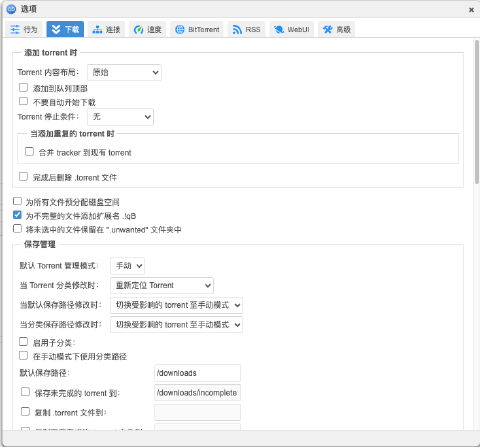 选项
行为 下载 连接 速度 BitTorrent RSS WebUI 高级
添加 torrent 时
Torrent 内容布局： 原始
添加到队列顶部
不要自动开始下载
Torrent 停止条件： 无
当添加重复的 torrent 时
合并 tracker 到现有 torrent
完成后删除 .torrent 文件
为所有文件预分配磁盘空间
为不完整的文件添加扩展名 .!qB
将未选中的文件保留在 ".unwanted" 文件夹中
保存管理
默认 Torrent 管理模式： 手动
当 Torrent 分类修改时： 重新定位 Torrent
当默认保存路径修改时： 切换受影响的 torrent 至手动模式
当分类保存路径修改时： 切换受影响的 torrent 至手动模式
启用子分类：
在手动模式下使用分类路径
默认保存路径： /downloads
保存未完成的 torrent 到： /downloads/incomplete
复制 .torrent 文件到：